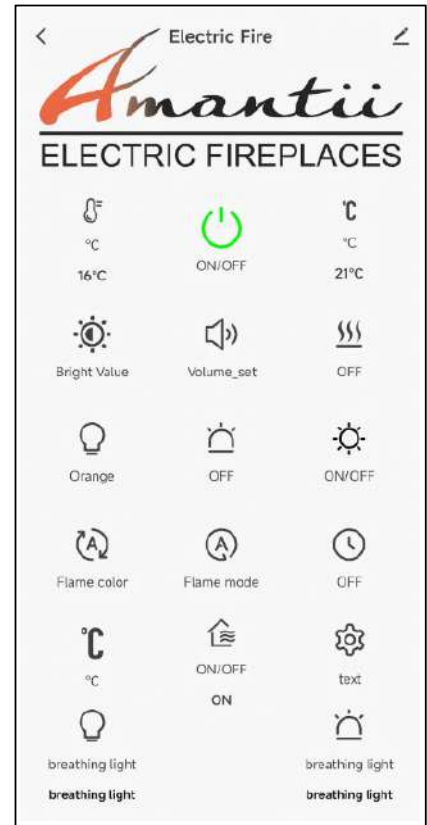 Electric Fire
Amantii
ELECTRIC FIREPLACES
°C
°C ON/OFF °C
16°C 21°C
Bright Value Volume_set OFF
Orange OFF ON/OFF
Flame color Flame mode OFF
°C
°C ON/OFF text
ON
breathing light breathing light
breathing light breathing light